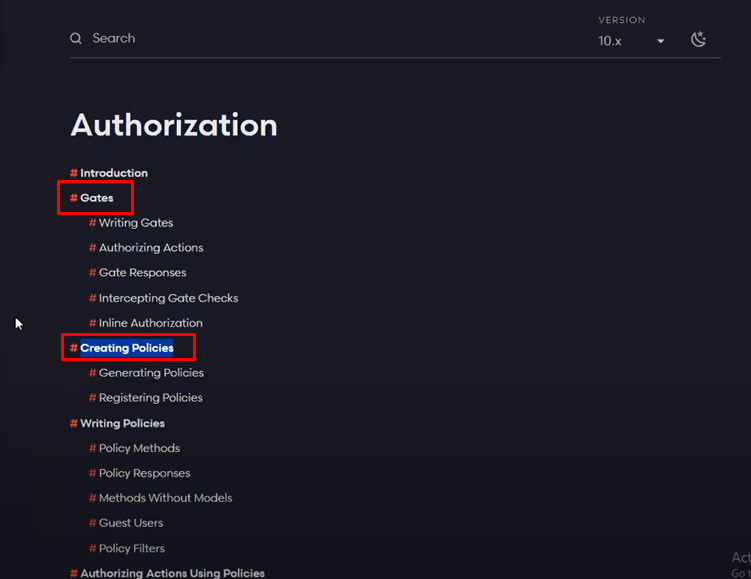 Search
VERSION
10.x
Authorization
# Introduction
# Gates
# Writing Gates
# Authorizing Actions
# Gate Responses
# Intercepting Gate Checks
# Inline Authorization
# Creating Policies
# Generating Policies
# Registering Policies
# Writing Policies
# Policy Methods
# Policy Responses
# Methods Without Models
# Guest Users
# Policy Filters
# Authorizing Actions Using Policies
Act
Go t